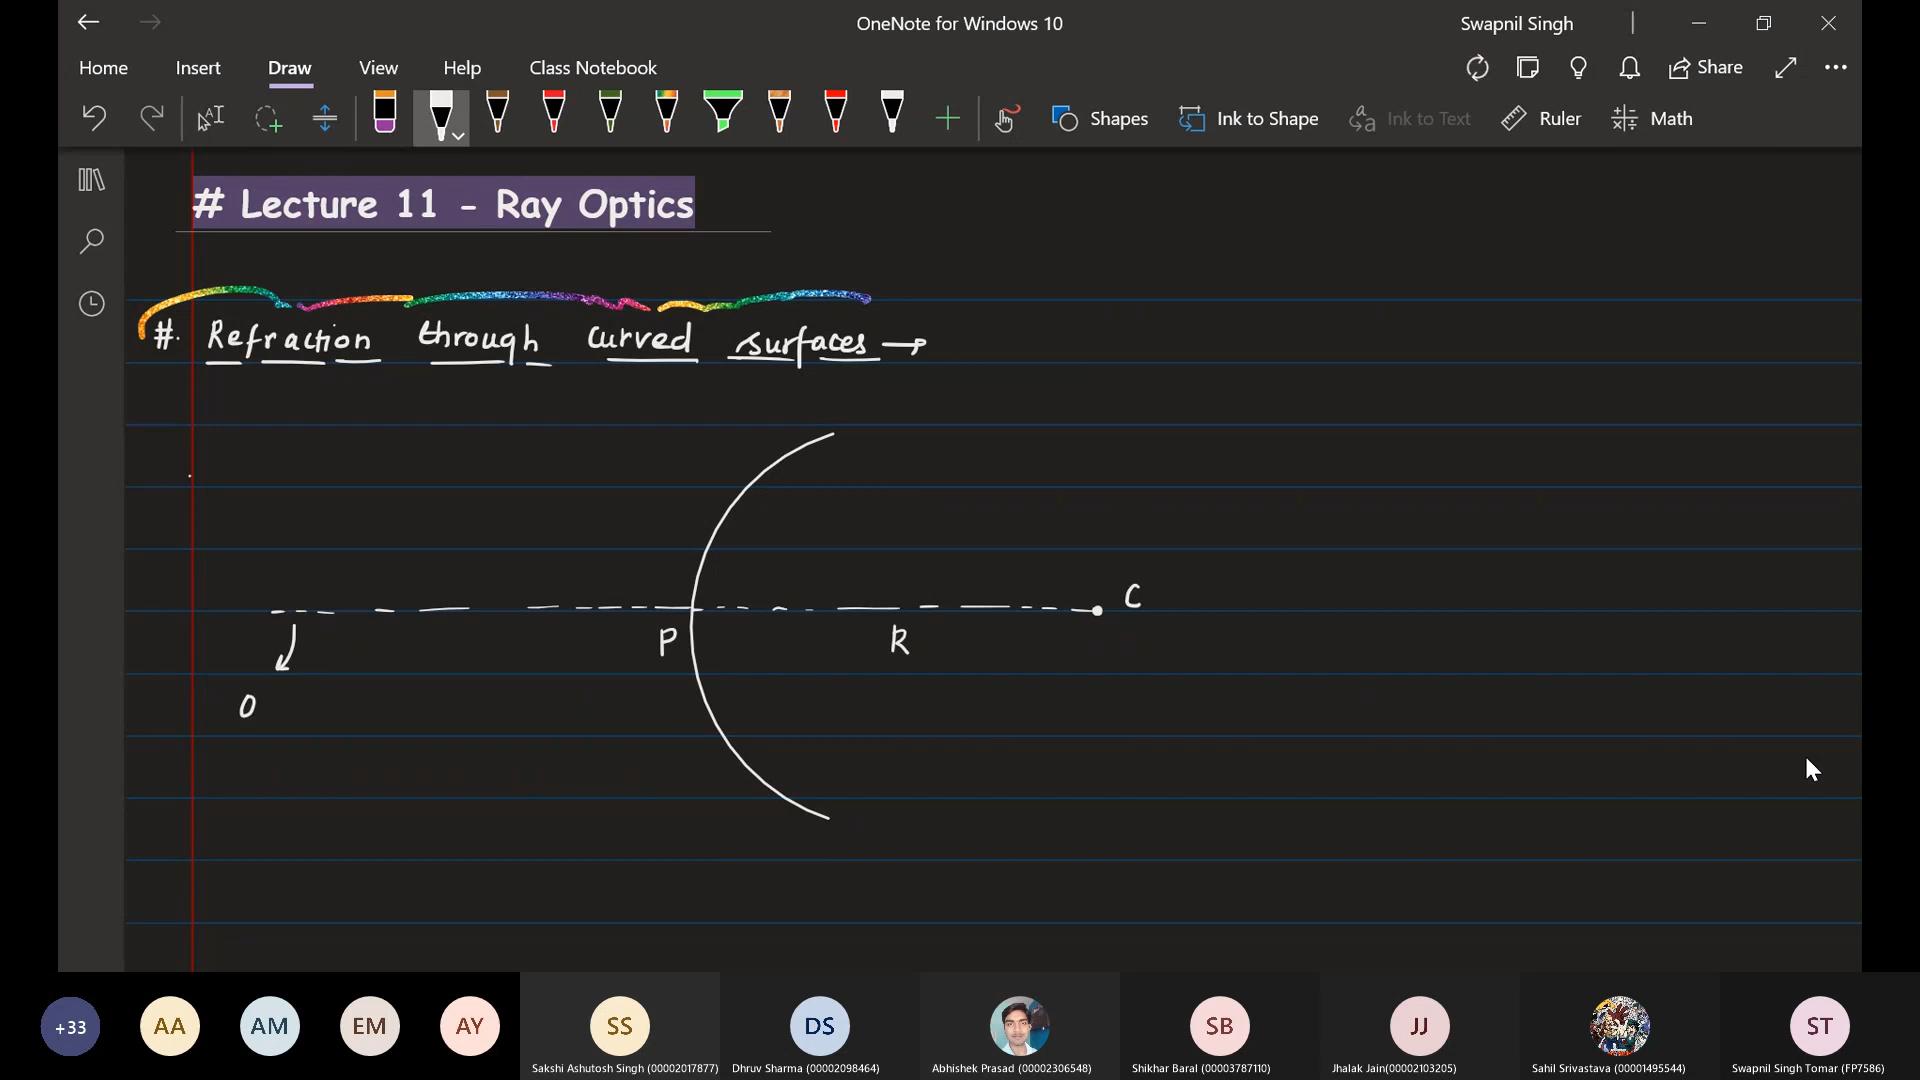 OneNote for Windows 10
Swapnil Singh
Home Insert Draw View Help Class Notebook
Share
Shapes Ink to Shape Ink to Text Ruler Math
# Lecture 11 - Ray Optics
#. Refraction through curved surfaces →
C
P R
O
+33 AA AM EM AY SS DS SB JJ ST
Sakshi Ashutosh Singh (00002017877) Dhruv Sharma (00002098464) Abhishek Prasad (00002306548) Shikhar Baral (00003787110) Jhalak Jain(00002103205) Sahil Srivastava (00001495544) Swapnil Singh Tomar (FP7586)